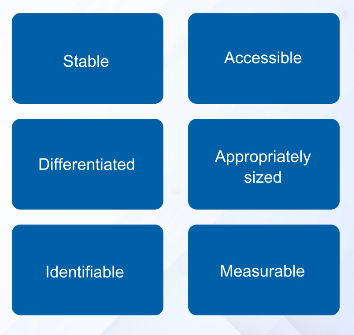 Stable
Accessible
Differentiated
Appropriately
sized
Identifiable
Measurable